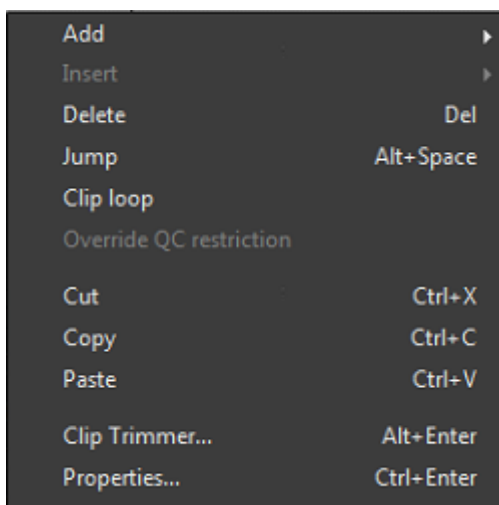 Add
Insert
Delete Del
Jump Alt+Space
Clip loop
Override QC restriction
Cut Ctrl+X
Copy Ctrl+C
Paste Ctrl+V
Clip Trimmer... Alt+Enter
Properties... Ctrl+Enter